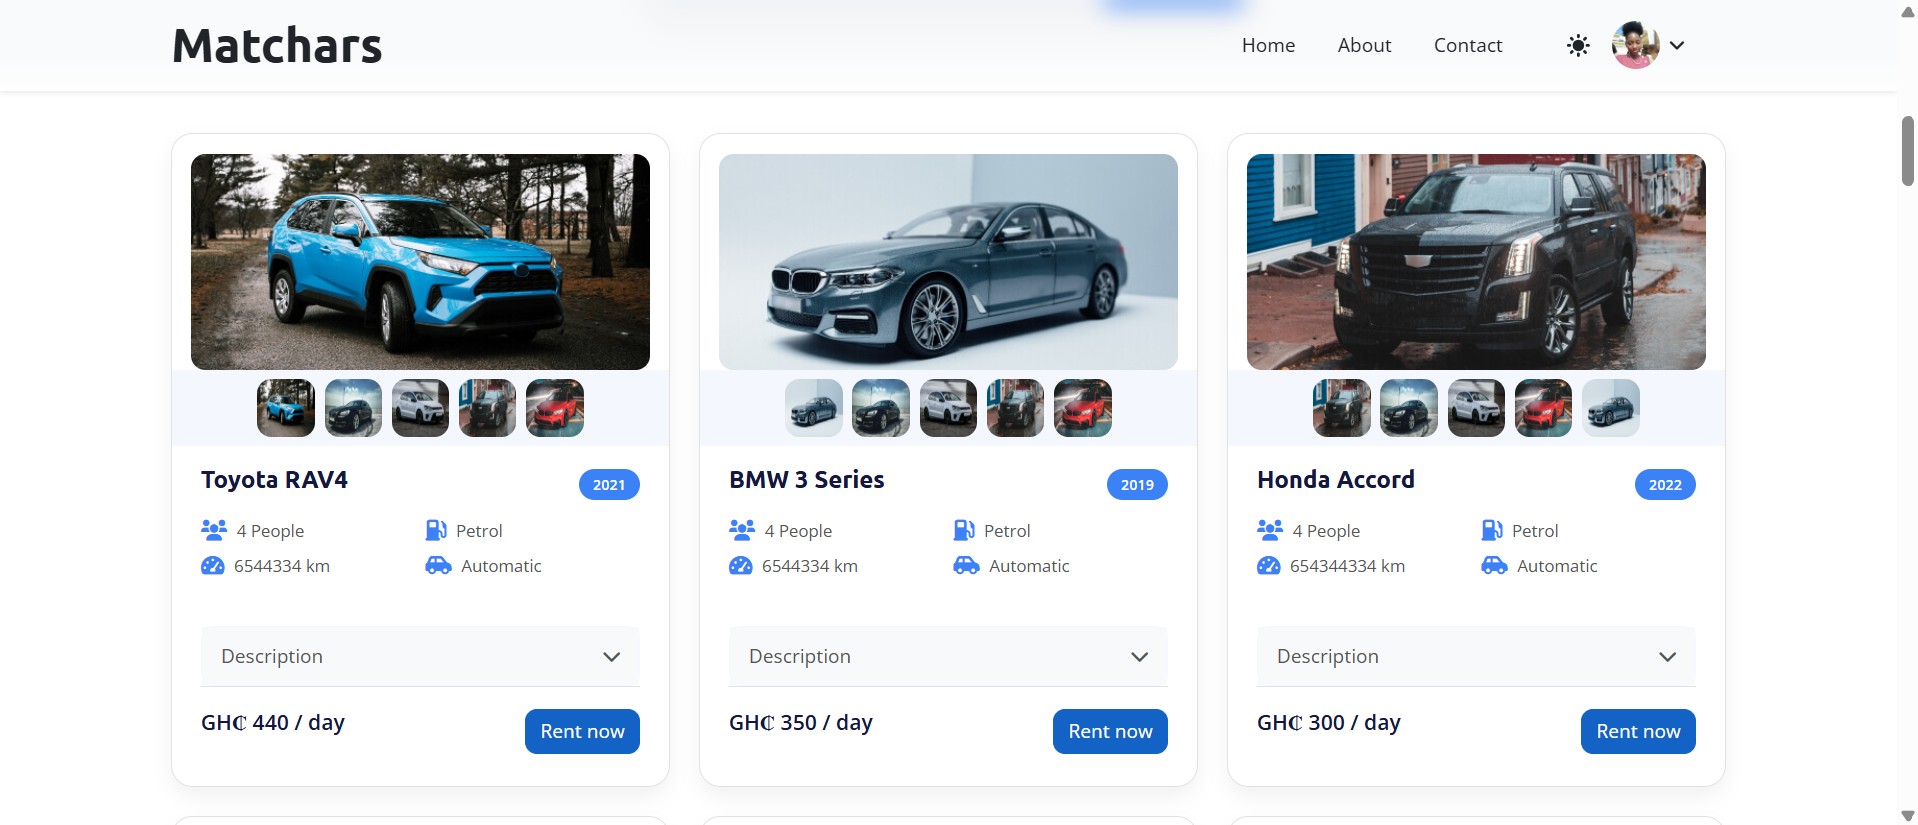 Matchars
Home About Contact
Toyota RAV4 2021
4 People Petrol
6544334 km Automatic
Description
GH₵ 440 / day Rent now
BMW 3 Series 2019
4 People Petrol
6544334 km Automatic
Description
GH₵ 350 / day Rent now
Honda Accord 2022
4 People Petrol
654344334 km Automatic
Description
GH₵ 300 / day Rent now